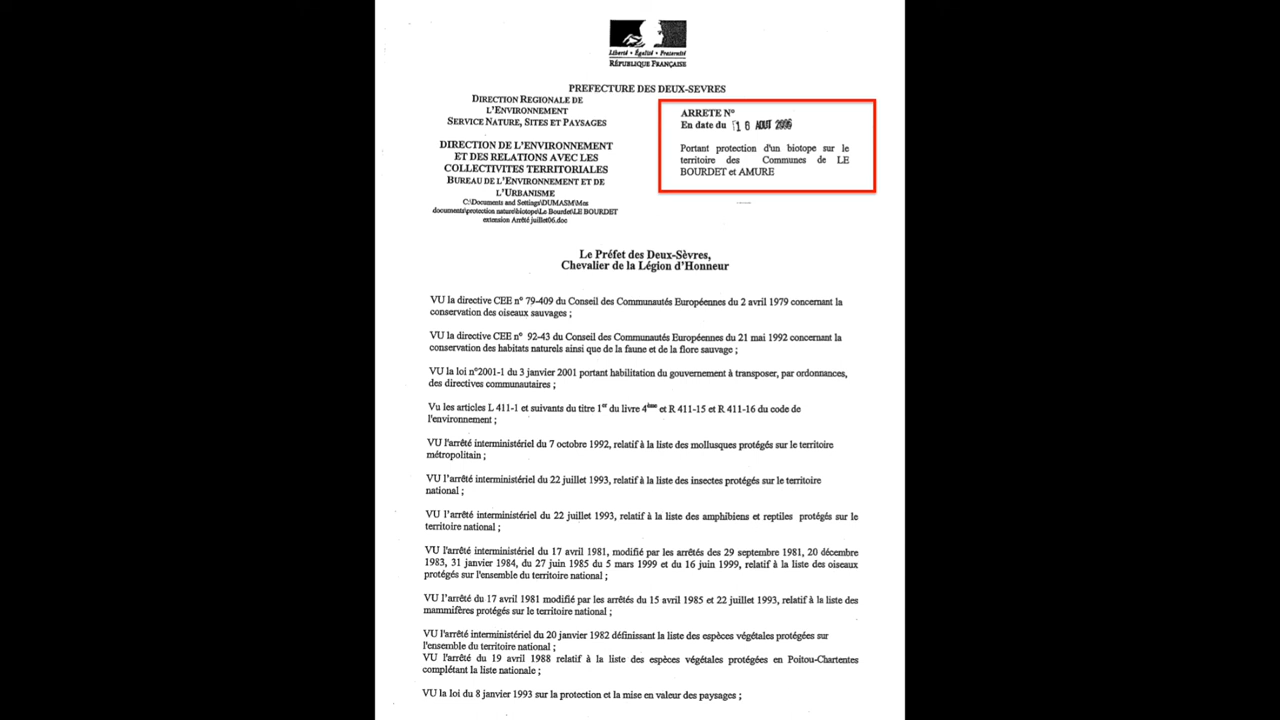 Liberté • Égalité • Fraternité
RÉPUBLIQUE FRANÇAISE
PREFECTURE DES DEUX-SEVRES
DIRECTION REGIONALE DE
L'ENVIRONNEMENT
SERVICE NATURE, SITES ET PAYSAGES
DIRECTION DE L'ENVIRONNEMENT
ET DES RELATIONS AVEC LES
COLLECTIVITES TERRITORIALES
BUREAU DE L'ENVIRONNEMENT ET DE
L'URBANISME
C:\Documents and Settings\DUMASM\Mes
documents\protection nature\biotope\Le Bourdet\LE BOURDET
extension Arrêté juillet06.doc
ARRETE N°
En date du 16 AOUT 2006
Portant protection d'un biotope sur le
territoire des Communes de LE
BOURDET et AMURE
Le Préfet des Deux-Sèvres,
Chevalier de la Légion d'Honneur
VU la directive CEE n° 79-409 du Conseil des Communautés Européennes du 2 avril 1979 concernant la
conservation des oiseaux sauvages ;
VU la directive CEE n° 92-43 du Conseil des Communautés Européennes du 21 mai 1992 concernant la
conservation des habitats naturels ainsi que de la faune et de la flore sauvage ;
VU la loi n°2001-1 du 3 janvier 2001 portant habilitation du gouvernement à transposer, par ordonnances,
des directives communautaires ;
Vu les articles L 411-1 et suivants du titre 1er du livre 4ème et R 411-15 et R 411-16 du code de
l'environnement ;
VU l'arrêté interministériel du 7 octobre 1992, relatif à la liste des mollusques protégés sur le territoire
métropolitain ;
VU l'arrêté interministériel du 22 juillet 1993, relatif à la liste des insectes protégés sur le territoire
national ;
VU l'arrêté interministériel du 22 juillet 1993, relatif à la liste des amphibiens et reptiles protégés sur le
territoire national ;
VU l'arrêté interministériel du 17 avril 1981, modifié par les arrêtés des 29 septembre 1981, 20 décembre
1983, 31 janvier 1984, du 27 juin 1985 du 5 mars 1999 et du 16 juin 1999, relatif à la liste des oiseaux
protégés sur l'ensemble du territoire national ;
VU l'arrêté du 17 avril 1981 modifié par les arrêtés du 15 avril 1985 et 22 juillet 1993, relatif à la liste des
mammifères protégés sur le territoire national ;
VU l'arrêté interministériel du 20 janvier 1982 définissant la liste des espèces végétales protégées sur
l'ensemble du territoire national ;
VU l'arrêté du 19 avril 1988 relatif à la liste des espèces végétales protégées en Poitou-Chartentes
complétant la liste nationale ;
VU la loi du 8 janvier 1993 sur la protection et la mise en valeur des paysages ;